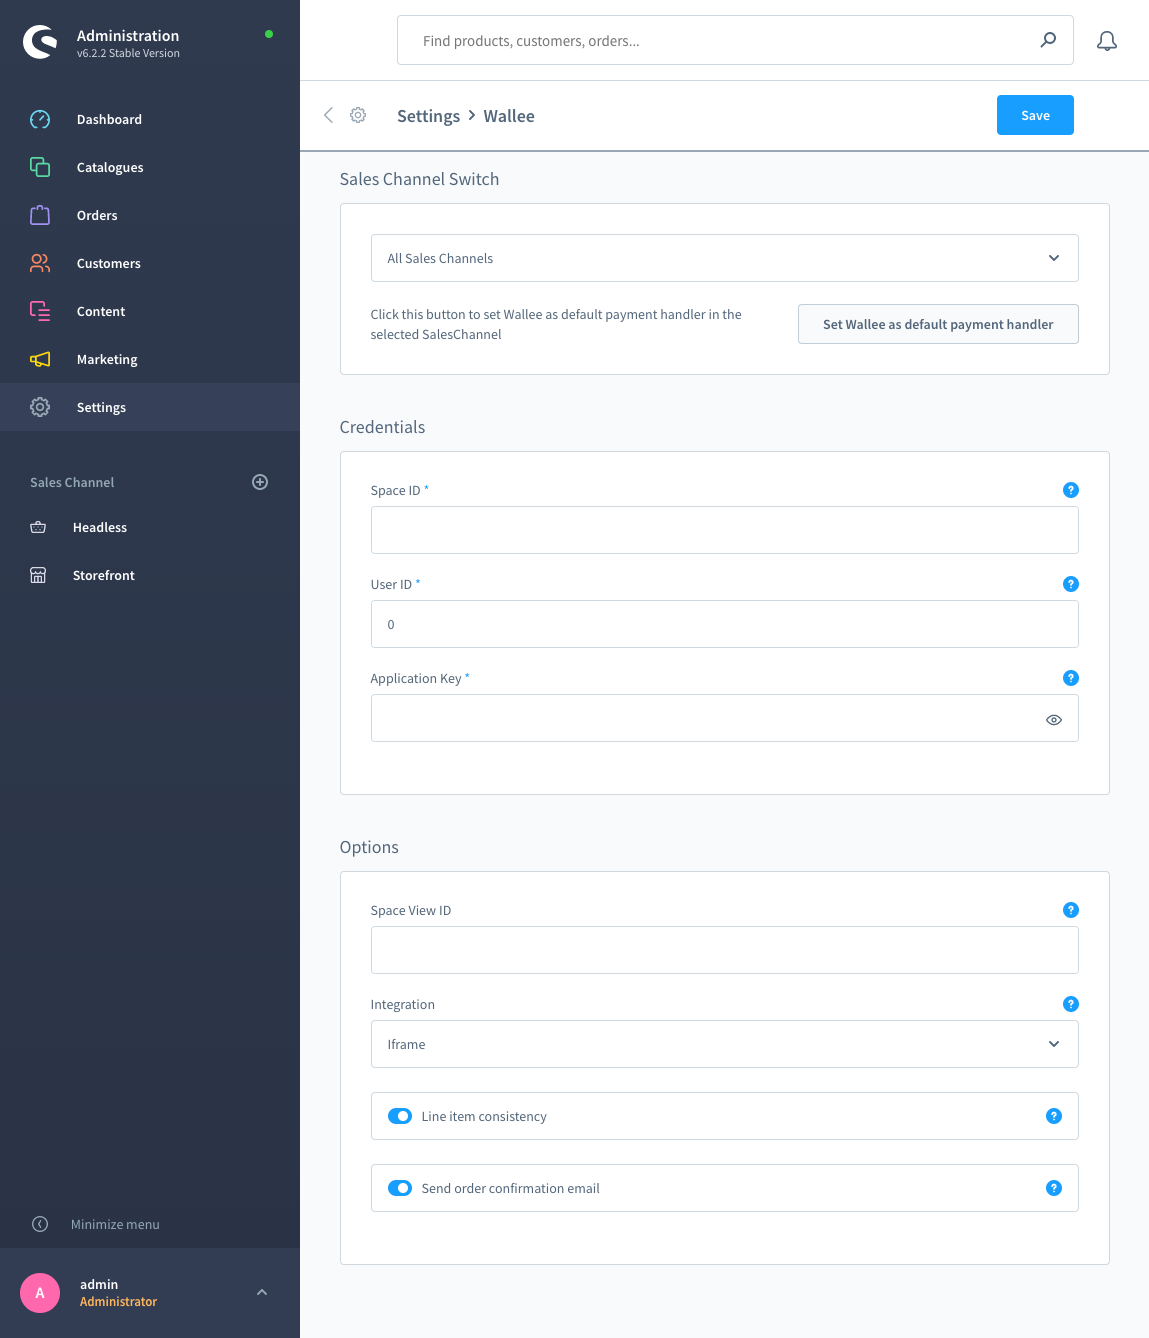 Administration
v6.2.2 Stable Version
Dashboard
Catalogues
Orders
Customers
Content
Marketing
Settings
Sales Channel
Headless
Storefront
Minimize menu
A
admin
Administrator
Find products, customers, orders...
Settings > Wallee
Save
Sales Channel Switch
All Sales Channels
Click this button to set Wallee as default payment handler in the
selected SalesChannel
Set Wallee as default payment handler
Credentials
Space ID *
?
User ID *
?
0
Application Key *
?
Options
Space View ID
?
Integration
?
Iframe
Line item consistency
?
Send order confirmation email
?